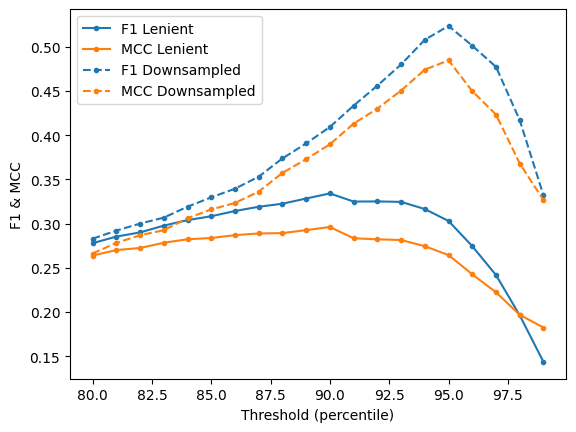 F1 Lenient
MCC Lenient
F1 Downsampled
MCC Downsampled
F1 & MCC
0.50
0.45
0.40
0.35
0.30
0.25
0.20
0.15
80.0 82.5 85.0 87.5 90.0 92.5 95.0 97.5
Threshold (percentile)